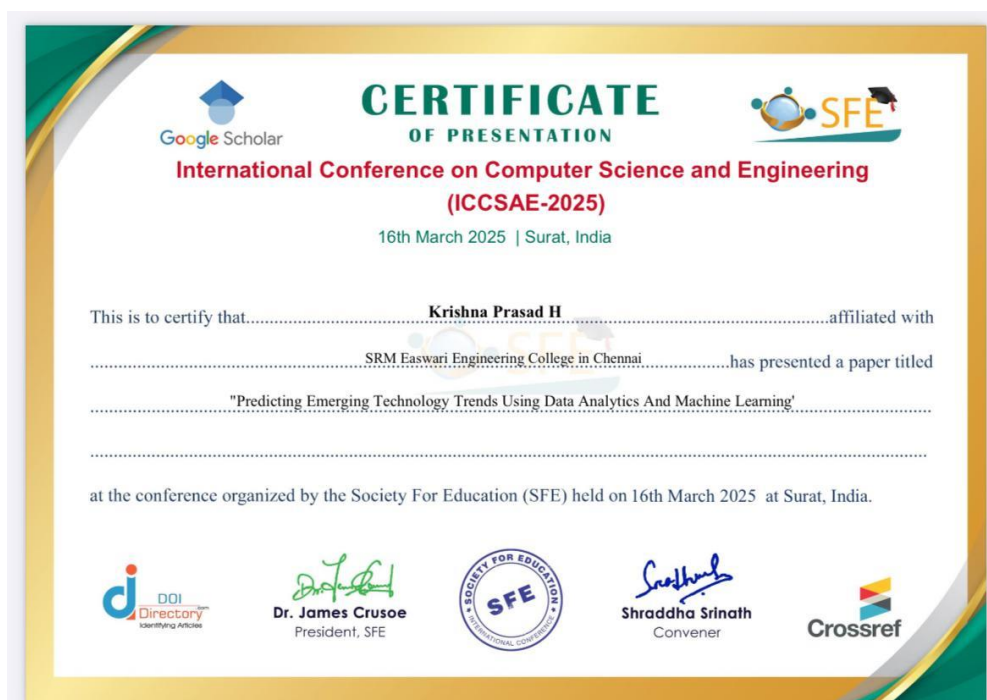 Google Scholar
CERTIFICATE
OF PRESENTATION
SFE
International Conference on Computer Science and Engineering
(ICCSAE-2025)
16th March 2025 | Surat, India
This is to certify that Krishna Prasad H affiliated with
SRM Easwari Engineering College in Chennai has presented a paper titled
"Predicting Emerging Technology Trends Using Data Analytics And Machine Learning'
SFE
at the conference organized by the Society For Education (SFE) held on 16th March 2025 at Surat, India.
DOI
Directory.com
Identifying Articles
Dr. James Crusoe
President, SFE
SOCIETY FOR EDUCATION
SFE
INTERNATIONAL CONFERENCE
Shraddha Srinath
Convener
Crossref